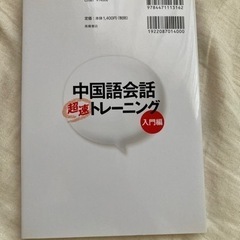 9784471113162
定価:本体1,400円(税別)
1922087014000
中国語会話
超速トレーニング
入門編